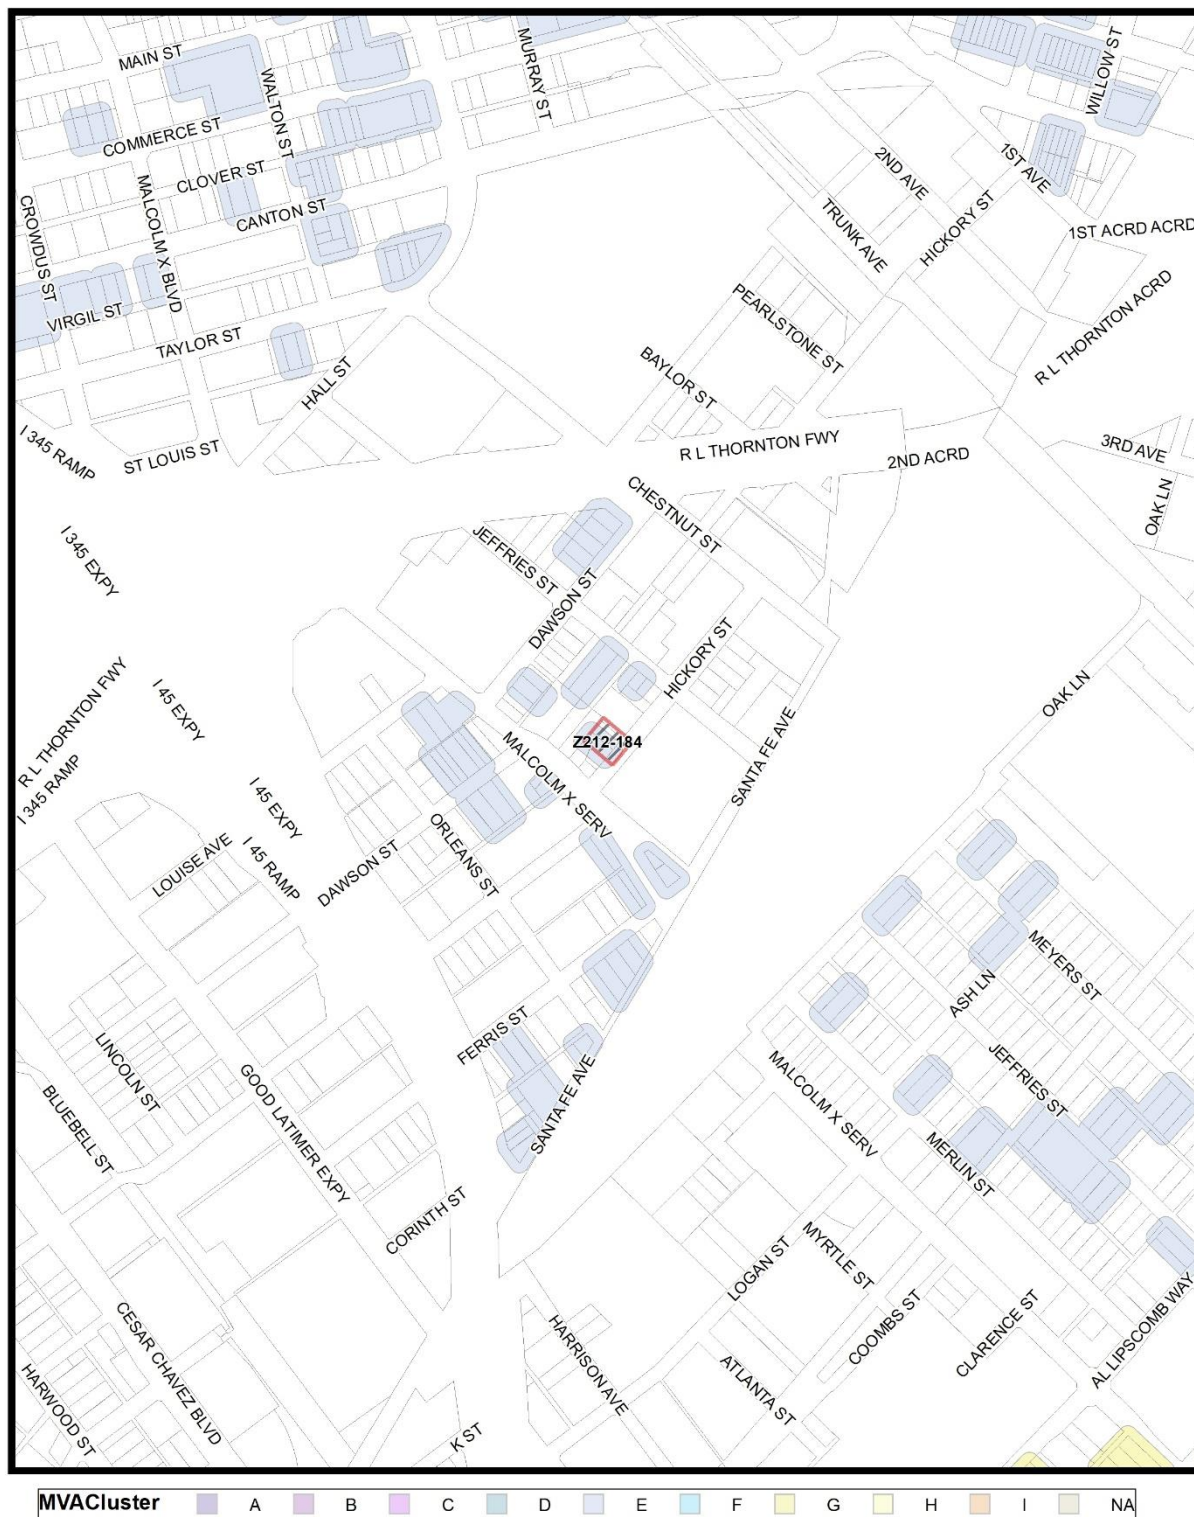 MAIN ST
WALTON ST
MURRAY ST
WILLOW ST
COMMERCE ST
CLOVER ST
CANTON ST
MALCOLM X BLVD
CROWDUS ST
VIRGIL ST
TAYLOR ST
HALL ST
ST LOUIS ST
I 345 RAMP
2ND AVE
1ST AVE
HICKORY ST
TRUNK AVE
1ST ACRD ACRD
PEARLSTONE ST
BAYLOR ST
R L THORNTON ACRD
R L THORNTON FWY
2ND ACRD
3RD AVE
OAK LN
CHESTNUT ST
JEFFRIES ST
DAWSON ST
I 345 EXPY
HICKORY ST
OAK LN
R L THORNTON FWY
I 45 EXPY
I 345 RAMP
Z212-184
MALCOLM X SERV
SANTA FE AVE
I 45 EXPY
I 45 RAMP
LOUISE AVE
DAWSON ST
ORLEANS ST
MEYERS ST
ASH LN
FERRIS ST
JEFFRIES ST
LINCOLN ST
BLUEBELL ST
GOOD LATIMER EXPY
SANTA FE AVE
MALCOLM X SERV
MERLIN ST
CORINTH ST
LOGAN ST
MYRTLE ST
COOMBS ST
CLARENCE ST
AL LIPSCOMB WAY
CESAR CHAVEZ BLVD
HARWOOD ST
HARRISON AVE
ATLANTA ST
K ST
MVACluster A B C D E F G H I NA